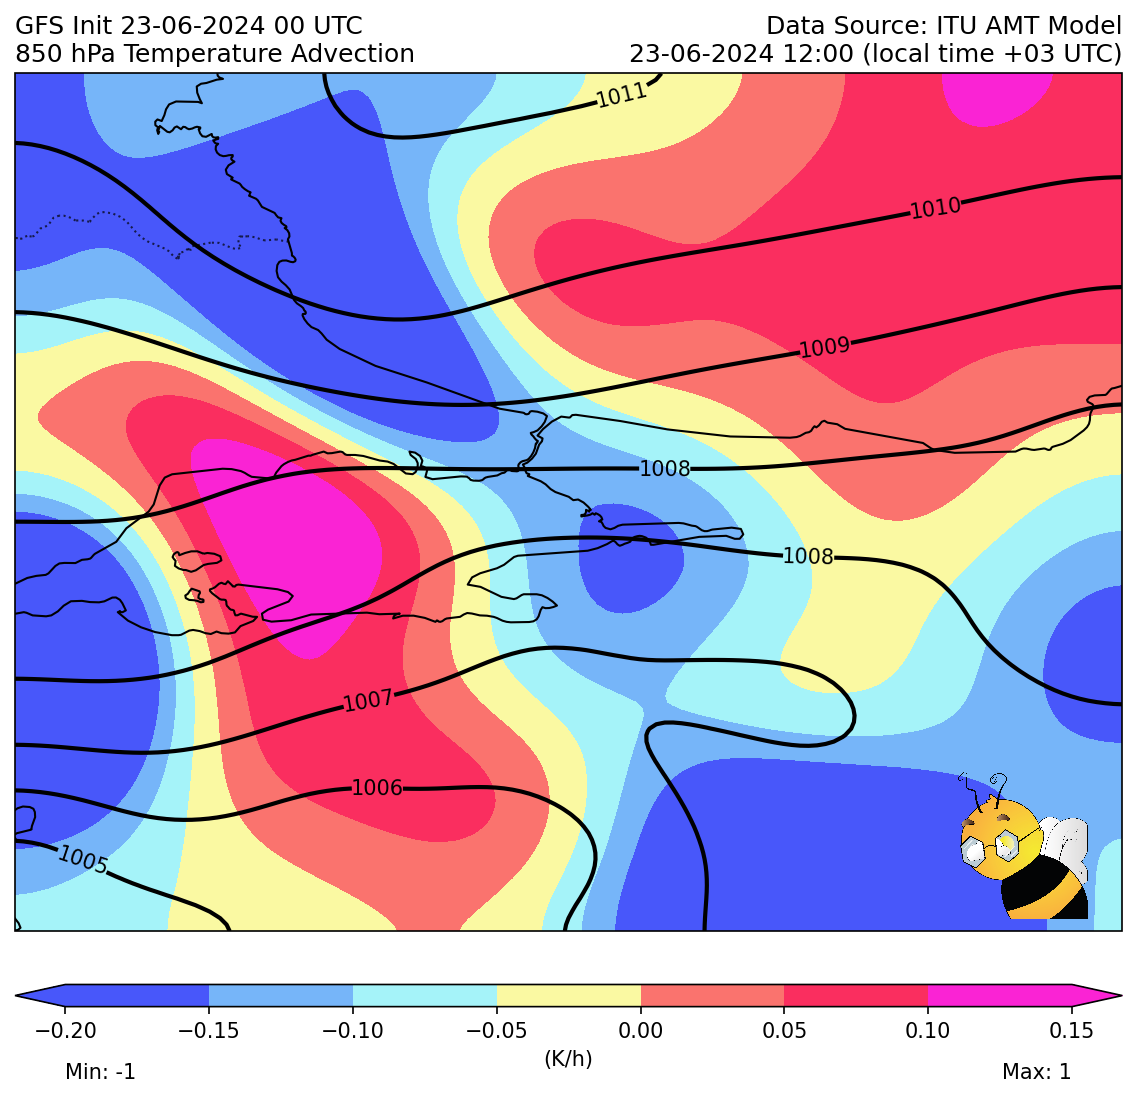 GFS Init 23-06-2024 00 UTC
Data Source: ITU AMT Model
850 hPa Temperature Advection
23-06-2024 12:00 (local time +03 UTC)
1011
1010
1009
1008
1008
1007
1006
1005
−0.20 −0.15 −0.10 −0.05 0.00 0.05 0.10 0.15
(K/h)
Min: -1
Max: 1